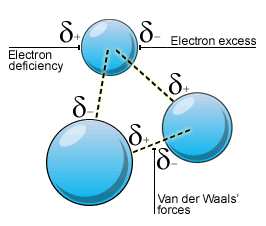 δ+ δ−
Electron excess
Electron
deficiency
δ+
δ−
δ+
δ−
Van der Waals'
forces